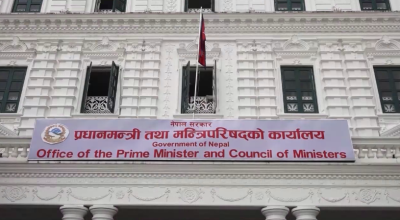 नेपाल सरकार
प्रधानमन्त्री तथा मन्त्रिपरिषद्को कार्यालय
Government of Nepal
Office of the Prime Minister and Council of Ministers